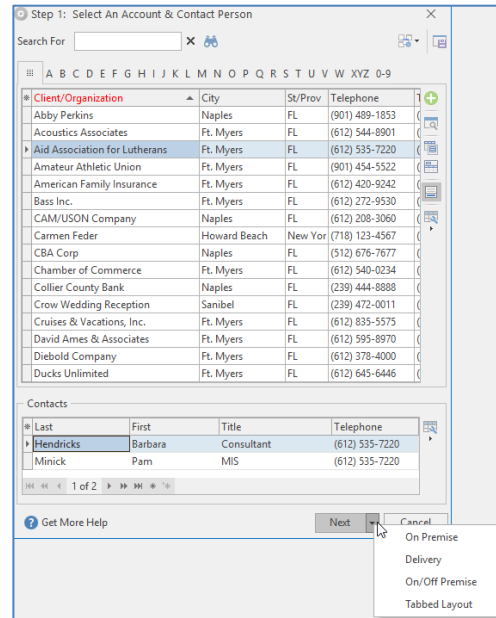 Step 1: Select An Account & Contact Person
Search For
A B C D E F G H I J K L M N O P Q R S T U V W XYZ 0-9
Client/Organization City St/Prov Telephone
Abby Perkins Naples FL (901) 489-1853
Acoustics Associates Ft. Myers FL (612) 544-8901
Aid Association for Lutherans Ft. Myers FL (612) 535-7220
Amateur Athletic Union Ft. Myers FL (901) 454-5522
American Family Insurance Ft. Myers FL (612) 420-9242
Bass Inc. Ft. Myers FL (612) 272-9530
CAM/USON Company Naples FL (612) 208-3060
Carmen Feder Howard Beach New Yor (718) 123-4567
CBA Corp Naples FL (512) 676-7677
Chamber of Commerce Ft. Myers FL (612) 540-0234
Collier County Bank Naples FL (239) 444-8888
Crow Wedding Reception Sanibel FL (239) 472-0011
Cruises & Vacations, Inc. Ft. Myers FL (612) 835-5575
David Ames & Associates Ft. Myers FL (612) 595-8970
Diebold Company Ft. Myers FL (612) 378-4000
Ducks Unlimited Ft. Myers FL (612) 645-6446
Contacts
Last First Title Telephone
Hendricks Barbara Consultant (612) 535-7220
Minick Pam MIS (612) 535-7220
1 of 2
Get More Help Next Cancel
On Premise
Delivery
On/Off Premise
Tabbed Layout